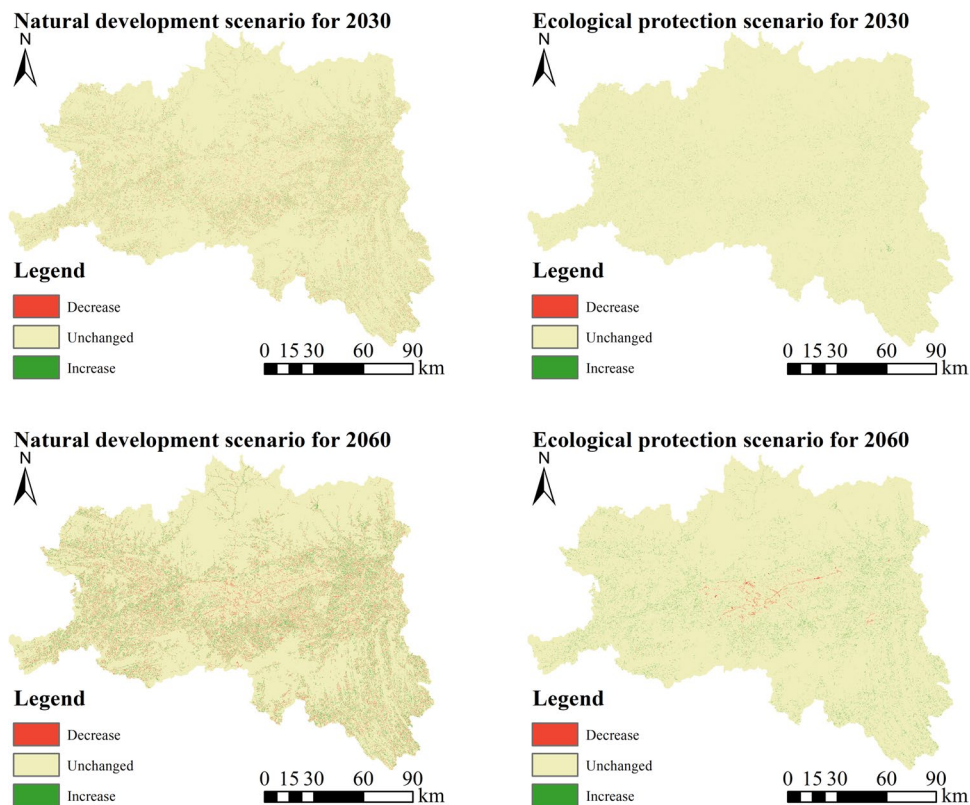 Natural development scenario for 2030
N
Legend
Decrease
Unchanged
Increase
0 15 30 60 90
km
Ecological protection scenario for 2030
N
Legend
Decrease
Unchanged
Increase
0 15 30 60 90
km
Natural development scenario for 2060
N
Legend
Decrease
Unchanged
Increase
0 15 30 60 90
km
Ecological protection scenario for 2060
N
Legend
Decrease
Unchanged
Increase
0 15 30 60 90
km